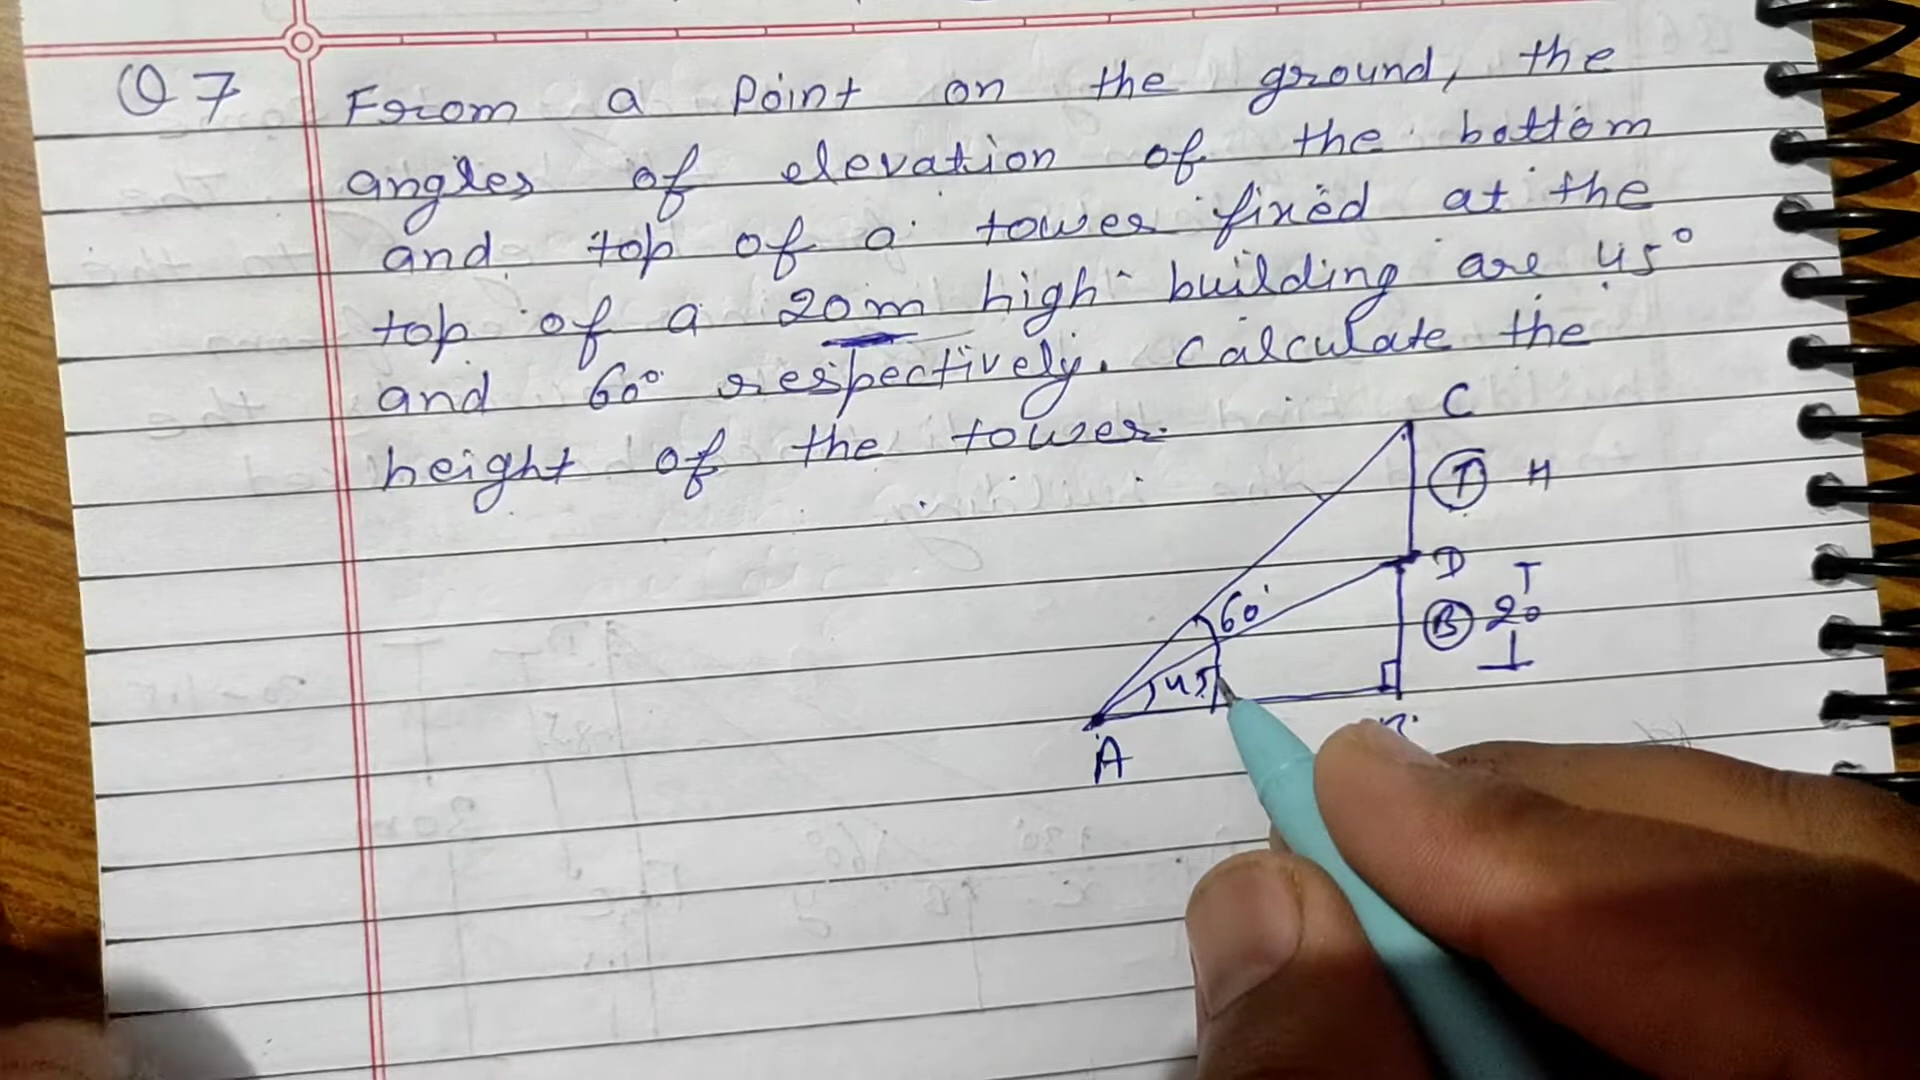 Q7 From a point on the ground, the
angles of elevation of the bottom
and top of a tower fixed at the
top of a 20m high building are 45°
and 60° respectively. Calculate the
height of the tower.
C
T H
D
60°
B 20
45
A